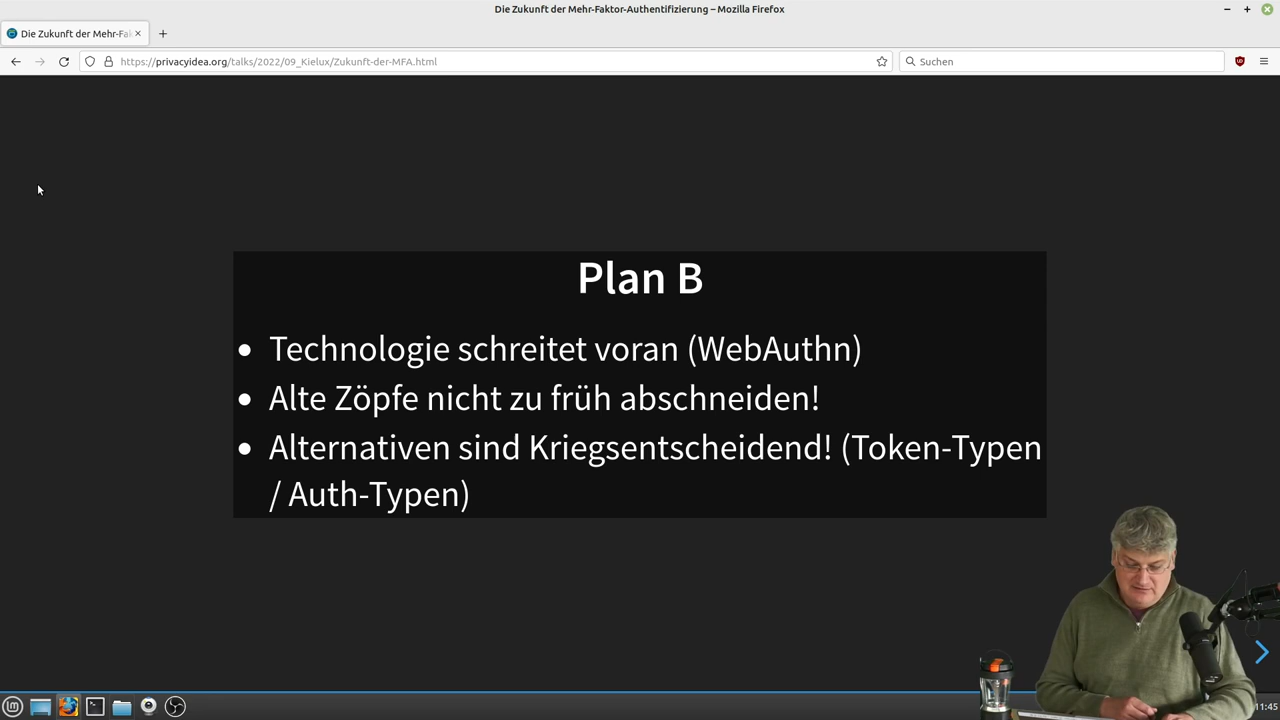 Die Zukunft der Mehr-Faktor-Authentifizierung – Mozilla Firefox
Die Zukunft der Mehr-Fak
https://privacyidea.org/talks/2022/09_Kielux/Zukunft-der-MFA.html
Suchen
Plan B
Technologie schreitet voran (WebAuthn)
Alte Zöpfe nicht zu früh abschneiden!
Alternativen sind Kriegsentscheidend! (Token-Typen
/ Auth-Typen)
11:45